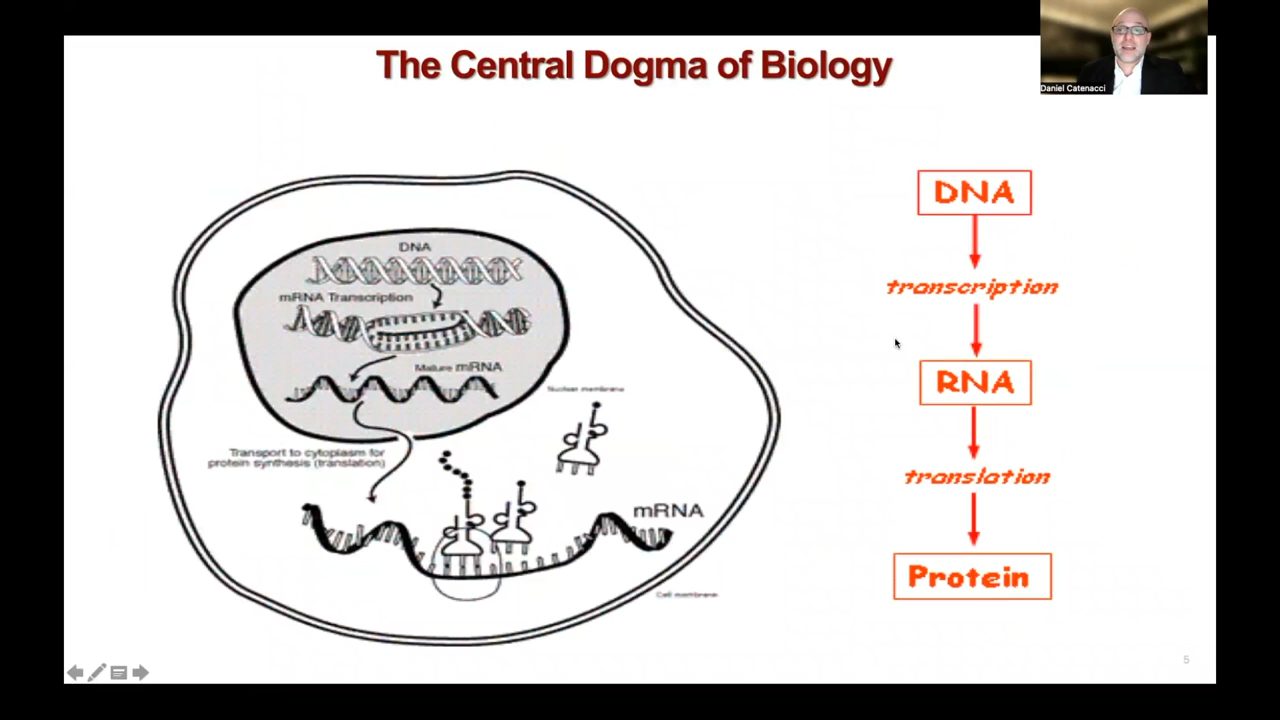 The Central Dogma of Biology
Daniel Catenacci
DNA
mRNA Transcription
Mature mRNA
Nuclear membrane
Transport to cytoplasm for
protein synthesis (translation)
mRNA
Cell membrane
DNA
transcription
RNA
translation
Protein
5